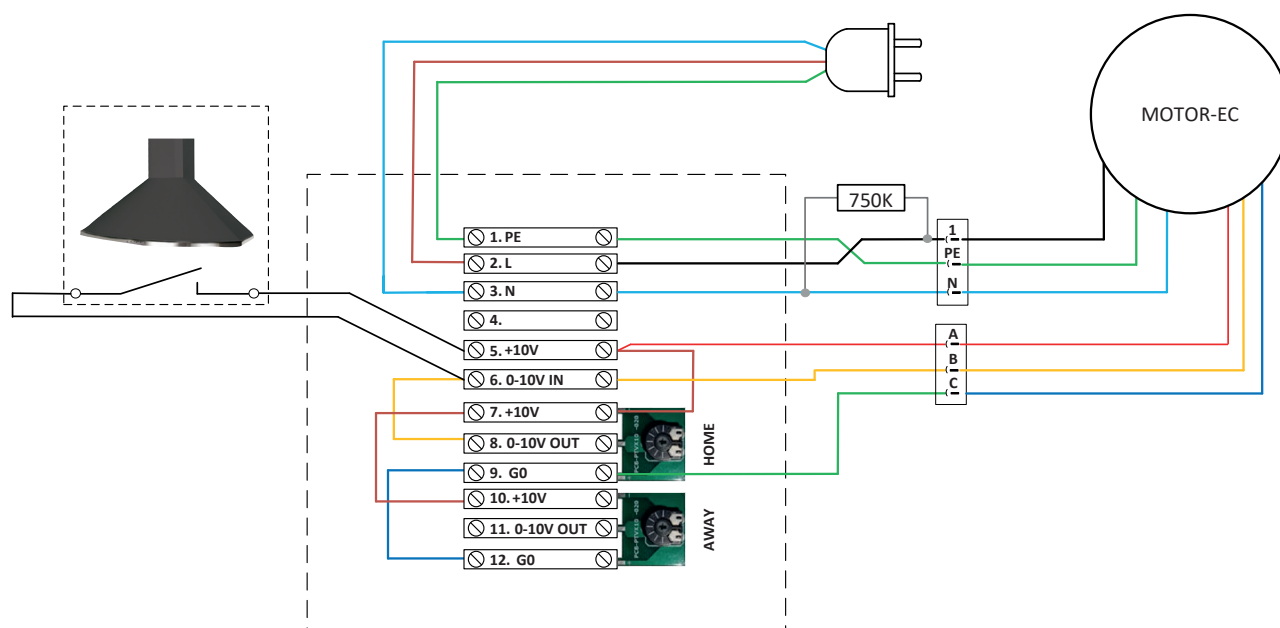 MOTOR-EC
750K
1
PE
N
1. PE
2. L
3. N
4.
5. +10V
6. 0-10V IN
7. +10V
8. 0-10V OUT
9. G0
10. +10V
11. 0-10V OUT
12. G0
A
B
C
HOME
AWAY